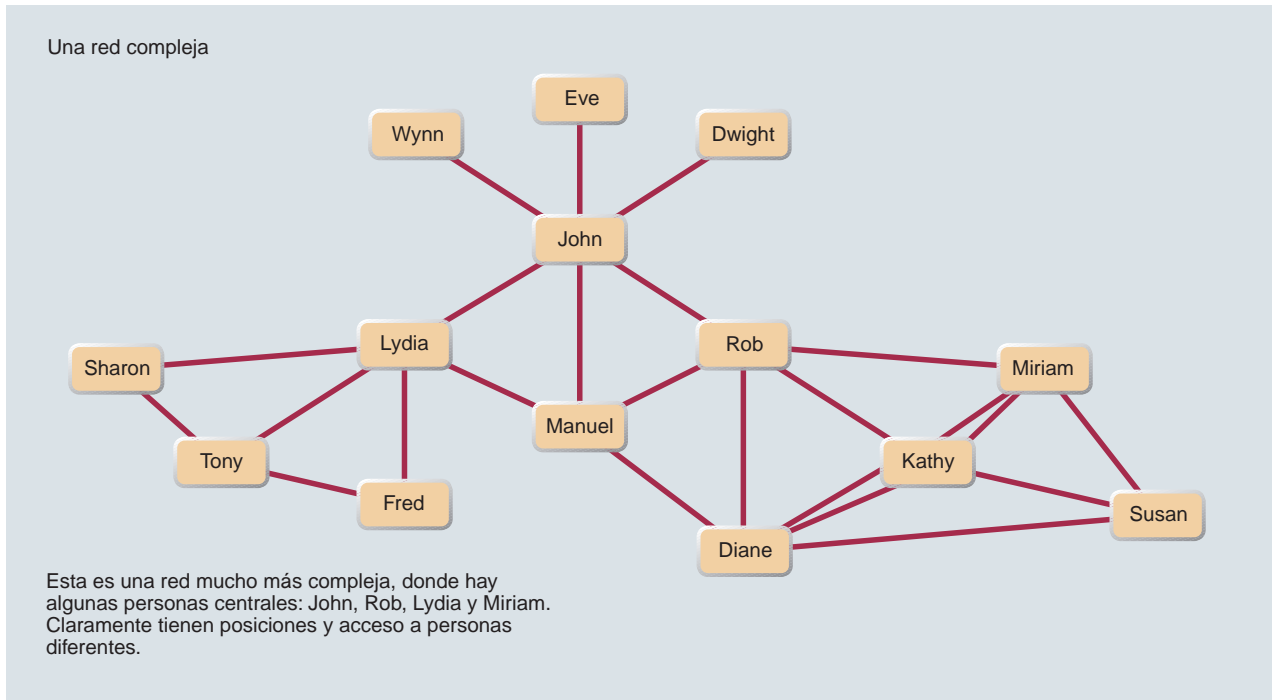 Una red compleja
Eve
Wynn
Dwight
John
Lydia
Rob
Sharon
Miriam
Manuel
Tony
Kathy
Fred
Susan
Diane
Esta es una red mucho más compleja, donde hay
algunas personas centrales: John, Rob, Lydia y Miriam.
Claramente tienen posiciones y acceso a personas
diferentes.